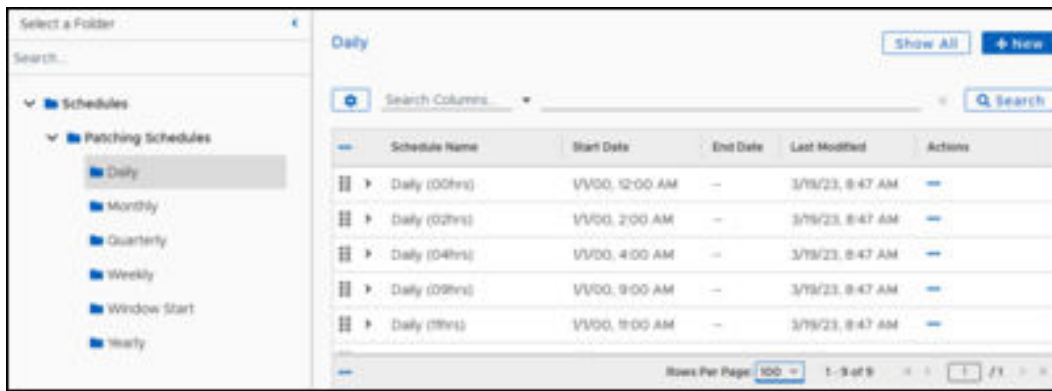 Select a Folder
Search...
Schedules
Patching Schedules
Daily
Monthly
Quarterly
Weekly
Window Start
Yearly
Daily
Show All
+ New
Search Columns...
Search
Schedule Name Start Date End Date Last Modified Actions
Daily (00hrs) 1/1/00, 12:00 AM — 3/19/23, 8:47 AM
Daily (02hrs) 1/1/00, 2:00 AM — 3/19/23, 8:47 AM
Daily (04hrs) 1/1/00, 4:00 AM — 3/19/23, 8:47 AM
Daily (09hrs) 1/1/00, 9:00 AM — 3/19/23, 8:47 AM
Daily (11hrs) 1/1/00, 11:00 AM — 3/19/23, 8:47 AM
Rows Per Page: 100 1 - 9 of 9 1 / 1